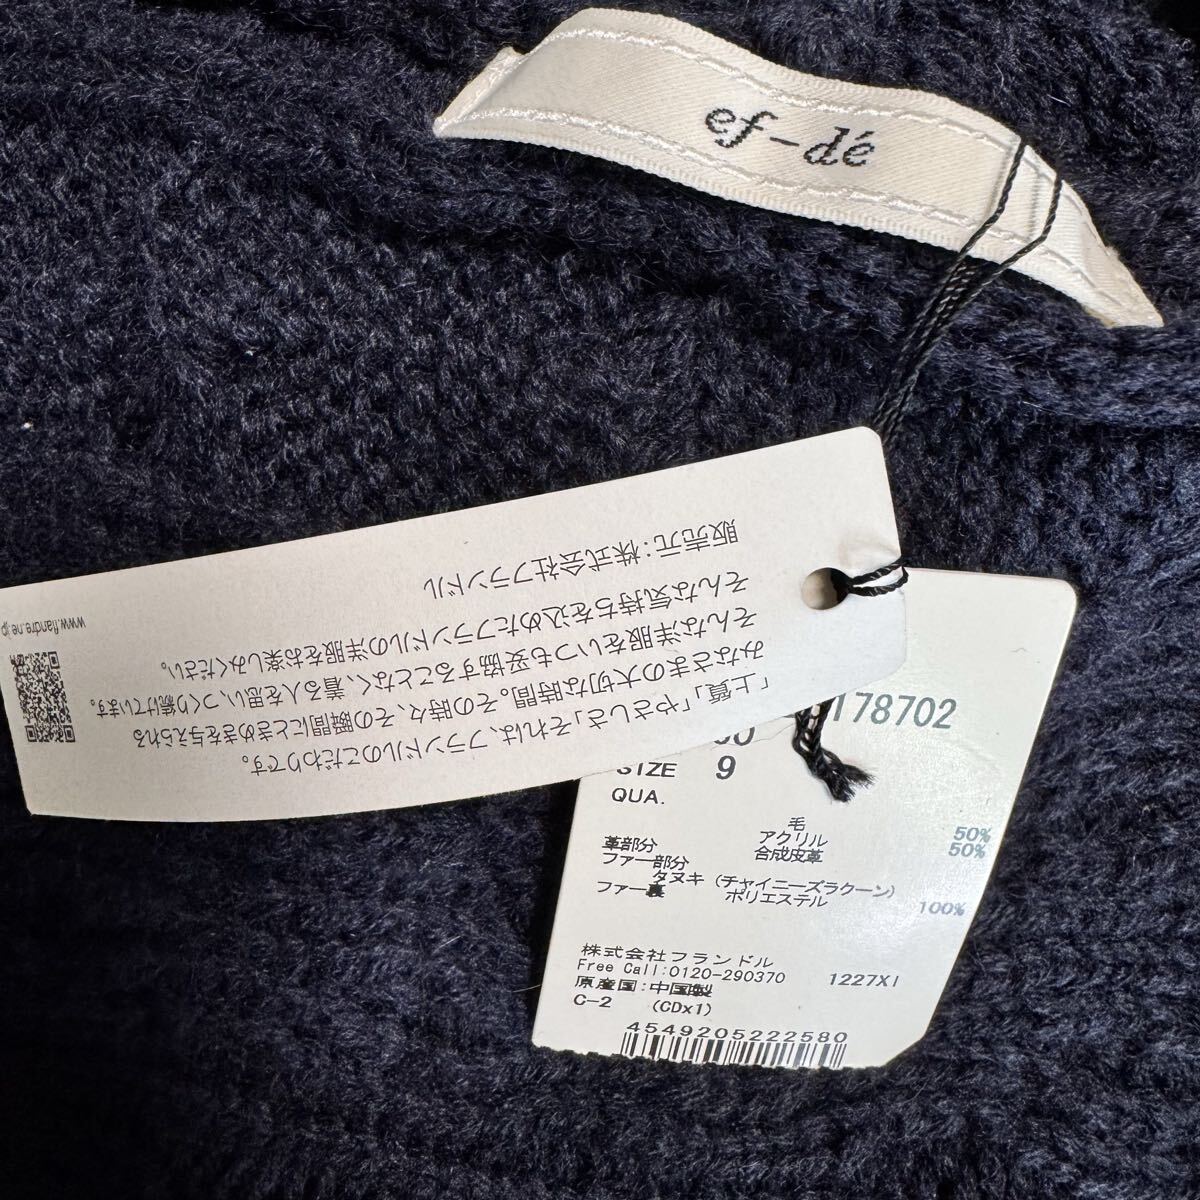 ef-dé
「上質」「やさしさ」それは、フランドルのこだわりです。
みなさまの大切な時間。その時々、その瞬間にときめきを与えられる
そんな洋服をいつも妥協することなく、着る人を思い、つくり続けています。
そんな気持ちを込めたフランドルの洋服をお楽しみください。
販売元：株式会社フランドル
www.flandre.ne.jp
178702
SIZE 9
QUA.
毛 50%
アクリル 50%
革部分 合成皮革
ファー部分
タヌキ（チャイニーズラクーン）
ファー裏 ポリエステル 100%
株式会社フランドル
Free Call:0120-290370 1227XI
原産国：中国製
C-2 (CDx1)
4549205222580